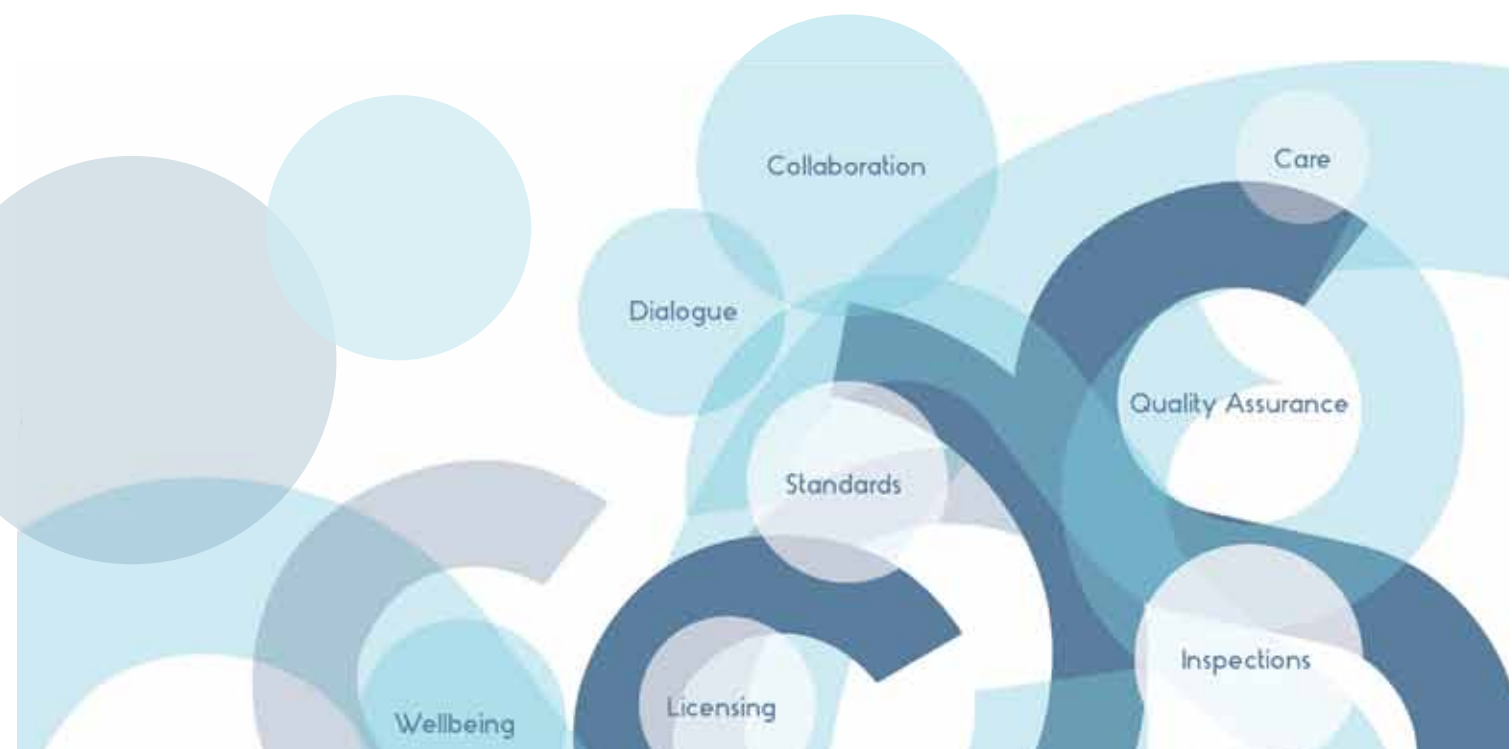 Collaboration
Care
Dialogue
Quality Assurance
Standards
Inspections
Licensing
Wellbeing